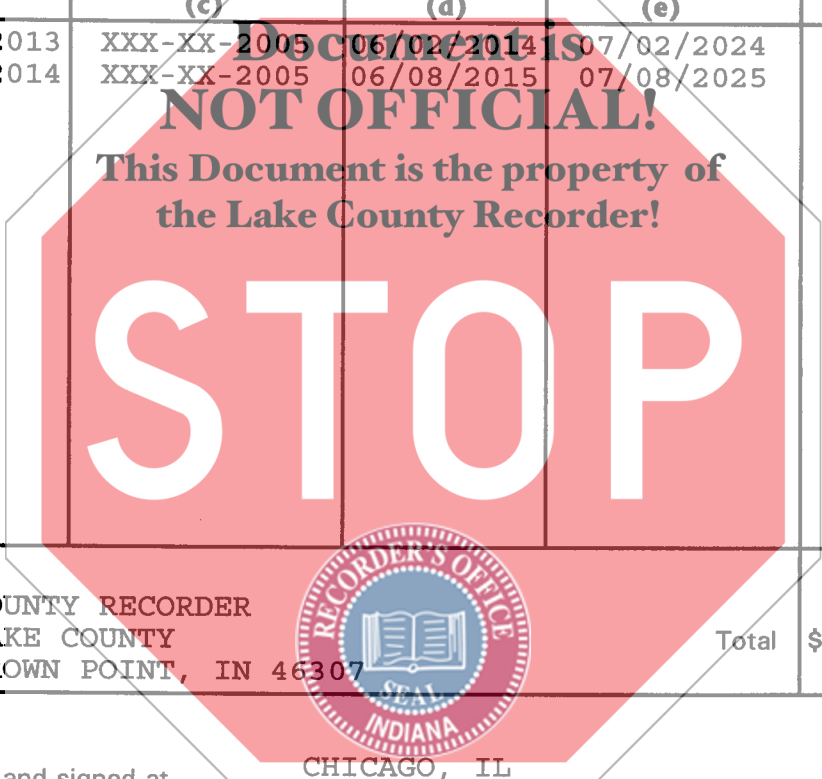 (c) (d) (e)
Document is
2013 XXX-XX-2005 06/02/2014 07/02/2024
2014 XXX-XX-2005 06/08/2015 07/08/2025
NOT OFFICIAL!
This Document is the property of
the Lake County Recorder!
STOP
RECORDER'S OFFICE
SEAL
INDIANA
OUNTY RECORDER
AKE COUNTY
Total $
OWN POINT, IN 46307
and signed at CHICAGO, IL